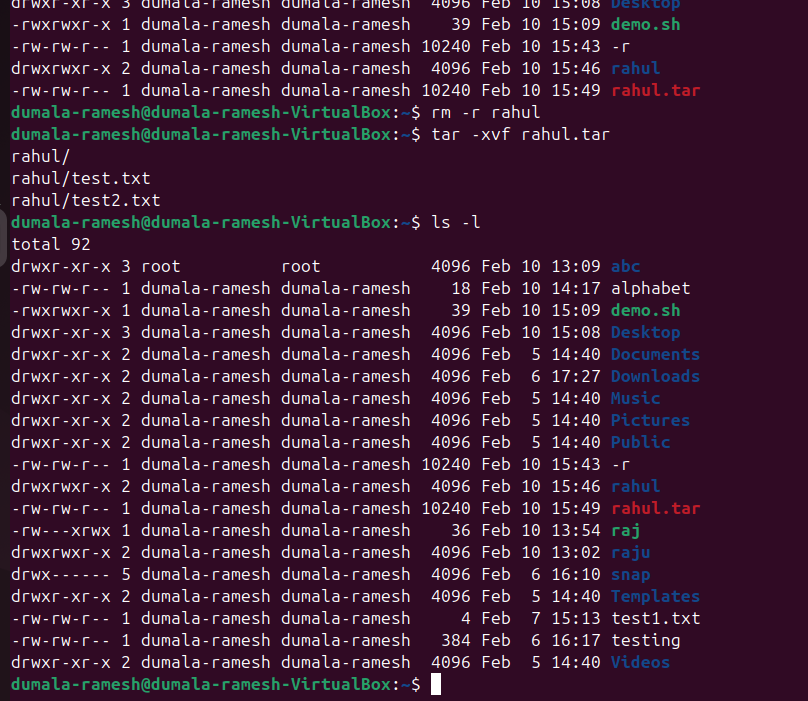 drwxr-xr-x 3 dumala-ramesh dumala-ramesh  4096 Feb 10 15:08 Desktop
-rwxrwxr-x 1 dumala-ramesh dumala-ramesh    39 Feb 10 15:09 demo.sh
-rw-rw-r-- 1 dumala-ramesh dumala-ramesh 10240 Feb 10 15:43 -r
drwxrwxr-x 2 dumala-ramesh dumala-ramesh  4096 Feb 10 15:46 rahul
-rw-rw-r-- 1 dumala-ramesh dumala-ramesh 10240 Feb 10 15:49 rahul.tar
dumala-ramesh@dumala-ramesh-VirtualBox:~$ rm -r rahul
dumala-ramesh@dumala-ramesh-VirtualBox:~$ tar -xvf rahul.tar
rahul/
rahul/test.txt
rahul/test2.txt
dumala-ramesh@dumala-ramesh-VirtualBox:~$ ls -l
total 92
drwxr-xr-x 3 root          root           4096 Feb 10 13:09 abc
-rw-rw-r-- 1 dumala-ramesh dumala-ramesh    18 Feb 10 14:17 alphabet
-rwxrwxr-x 1 dumala-ramesh dumala-ramesh    39 Feb 10 15:09 demo.sh
drwxr-xr-x 3 dumala-ramesh dumala-ramesh  4096 Feb 10 15:08 Desktop
drwxr-xr-x 2 dumala-ramesh dumala-ramesh  4096 Feb  5 14:40 Documents
drwxr-xr-x 2 dumala-ramesh dumala-ramesh  4096 Feb  6 17:27 Downloads
drwxr-xr-x 2 dumala-ramesh dumala-ramesh  4096 Feb  5 14:40 Music
drwxr-xr-x 2 dumala-ramesh dumala-ramesh  4096 Feb  5 14:40 Pictures
drwxr-xr-x 2 dumala-ramesh dumala-ramesh  4096 Feb  5 14:40 Public
-rw-rw-r-- 1 dumala-ramesh dumala-ramesh 10240 Feb 10 15:43 -r
drwxrwxr-x 2 dumala-ramesh dumala-ramesh  4096 Feb 10 15:46 rahul
-rw-rw-r-- 1 dumala-ramesh dumala-ramesh 10240 Feb 10 15:49 rahul.tar
-rw---xrwx 1 dumala-ramesh dumala-ramesh    36 Feb 10 13:54 raj
drwxrwxr-x 2 dumala-ramesh dumala-ramesh  4096 Feb 10 13:02 raju
drwx------ 5 dumala-ramesh dumala-ramesh  4096 Feb  6 16:10 snap
drwxr-xr-x 2 dumala-ramesh dumala-ramesh  4096 Feb  5 14:40 Templates
-rw-rw-r-- 1 dumala-ramesh dumala-ramesh     4 Feb  7 15:13 test1.txt
-rw-rw-r-- 1 dumala-ramesh dumala-ramesh   384 Feb  6 16:17 testing
drwxr-xr-x 2 dumala-ramesh dumala-ramesh  4096 Feb  5 14:40 Videos
dumala-ramesh@dumala-ramesh-VirtualBox:~$